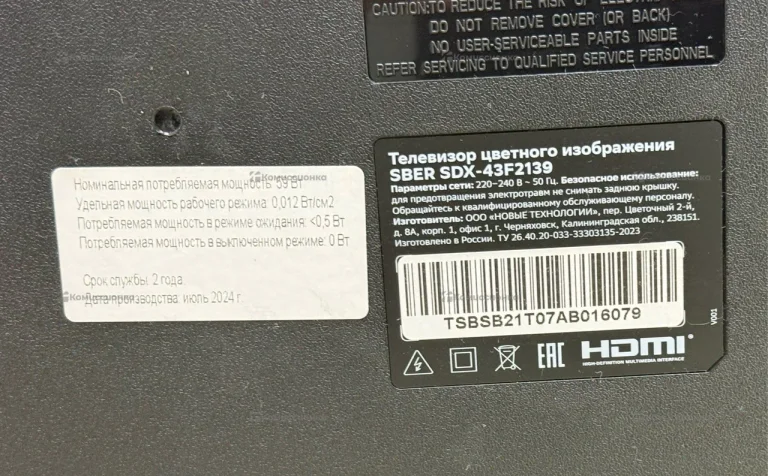 CAUTION:TO REDUCE THE RISK OF
DO NOT REMOVE COVER (OR BACK)
NO USER-SERVICEABLE PARTS INSIDE
REFER SERVICING TO QUALIFIED SERVICE PERSONNEL
Номинальная потребляемая мощность: 59 Вт
Удельная мощность рабочего режима: 0,012 Вт/см2
Потребляемая мощность в режиме ожидания: <0,5 Вт
Потребляемая мощность в выключенном режиме: 0 Вт
Срок службы: 2 года.
Дата производства: июль 2024 г.
Телевизор цветного изображения
SBER SDX-43F2139
Параметры сети: 220-240 В ~ 50 Гц. Безопасное использование:
для предотвращения электротравм не снимать заднюю крышку.
Обращайтесь к квалифицированному обслуживающему персоналу.
Изготовитель: ООО «НОВЫЕ ТЕХНОЛОГИИ», пер. Цветочный 2-й,
д. 8А, корп. 1, офис 1, г. Черняховск, Калининградская обл., 238151.
Изготовлено в России. ТУ 26.40.20-033-33303135-2023
TSBSB21T07AB016079
V001
EAC HDMI
HIGH-DEFINITION MULTIMEDIA INTERFACE
Комиссионка
Комиссионка